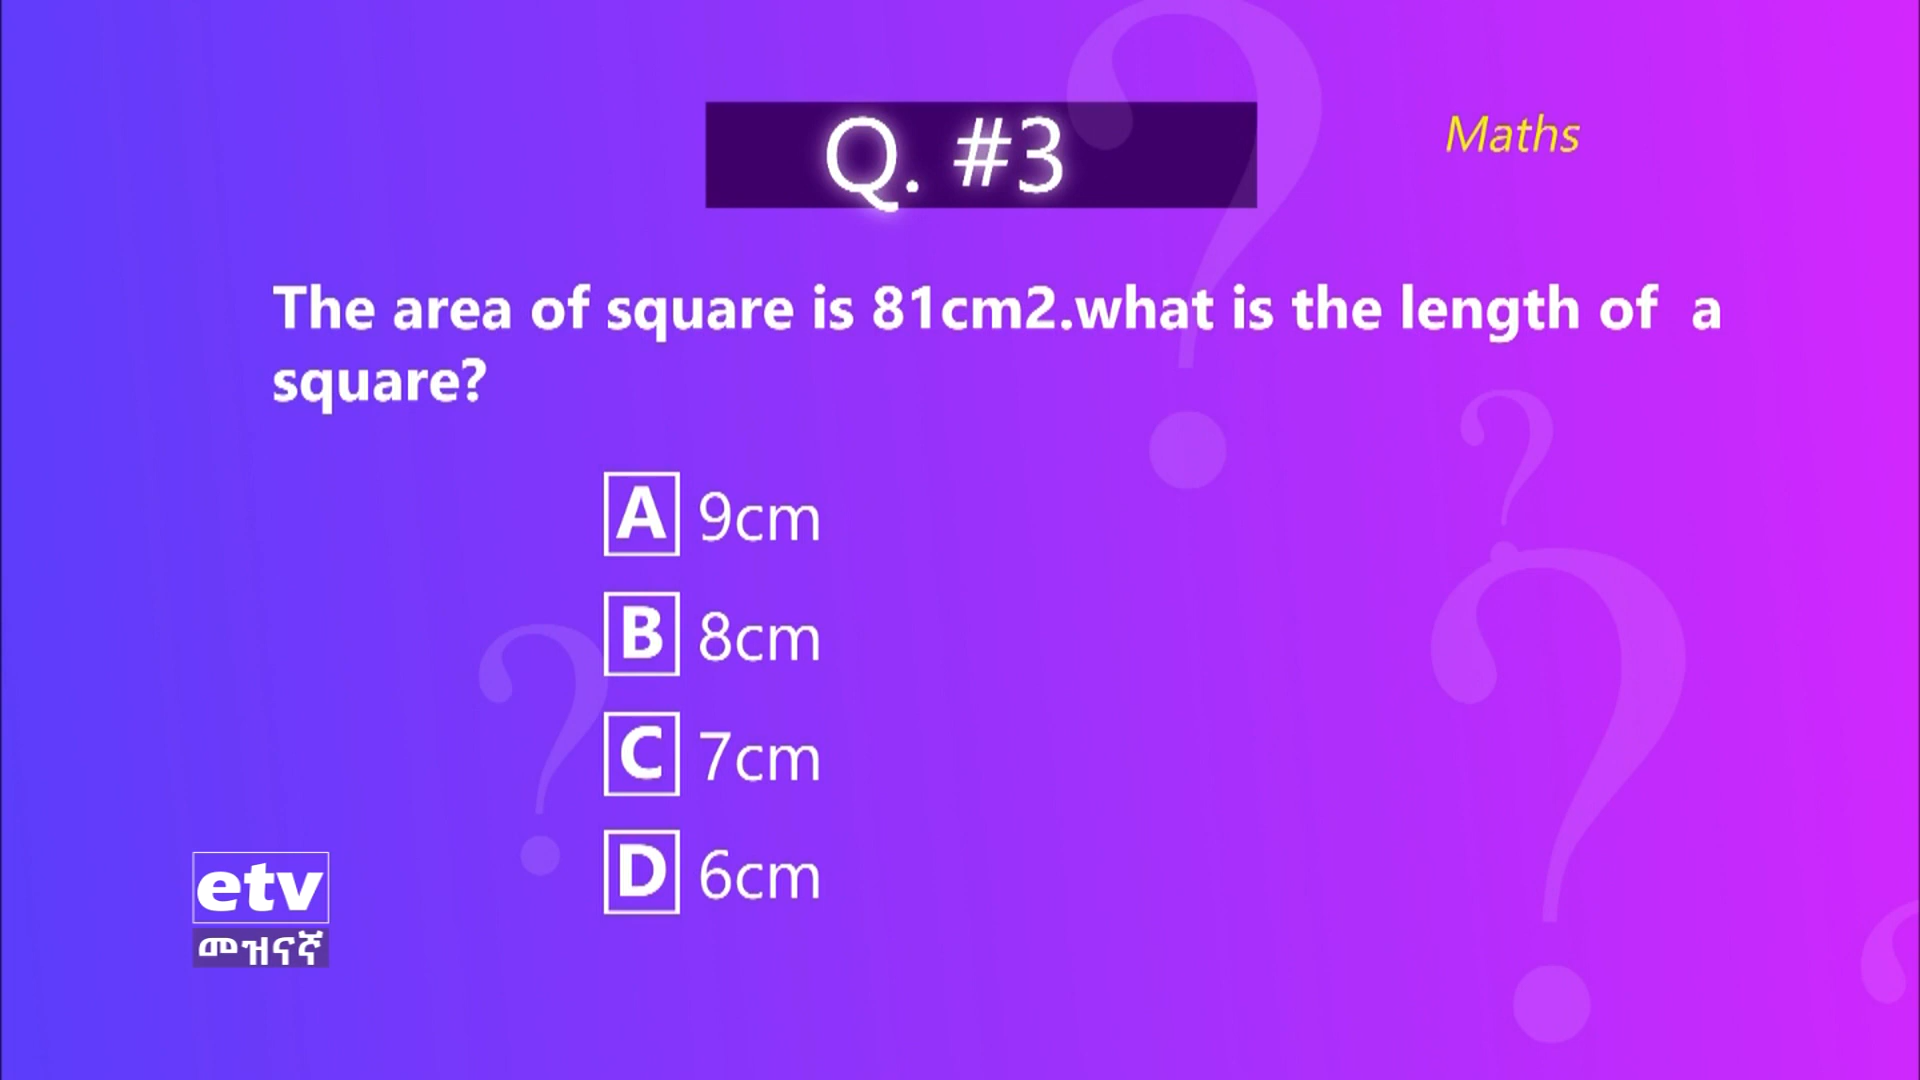 Q. #3
Maths
The area of square is 81cm2.what is the length of  a
square?
A 9cm
B 8cm
C 7cm
D 6cm
etv
መዝናኛ